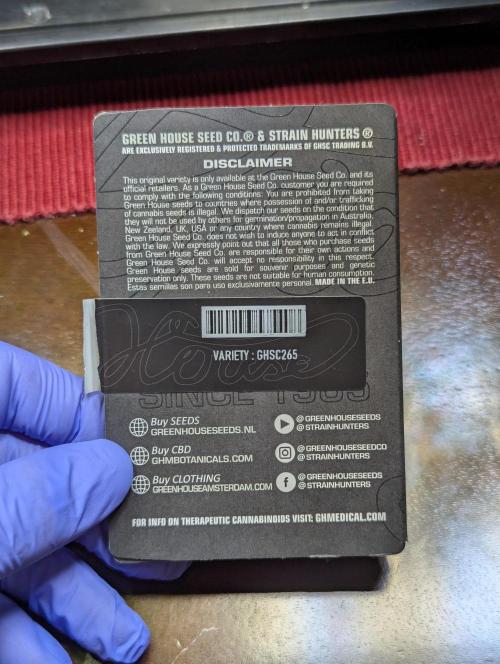 GREEN HOUSE SEED CO.® & STRAIN HUNTERS ®
ARE EXCLUSIVELY REGISTERED & PROTECTED TRADEMARKS OF GHSC TRADING B.V.
DISCLAIMER
This original variety is only available at the Green House Seed Co. and its
official retailers. As a Green House Seed Co. customer you are required
to comply with the following conditions: You are prohibited from taking
Green House seeds to countries where possession of and/or trafficking
of cannabis seeds is illegal. We dispatch our seeds on the condition that
they will not be used by others for germination/propagation in Australia,
New Zeeland, UK, USA or any country where cannabis remains illegal.
Green House Seed Co. does not wish to induce anyone to act in conflict
with the law. We expressly point out that all those who purchase seeds
from Green House Seed Co. are responsible for their own actions and
Green House Seed Co. will accept no responsibility in this respect.
Green House seeds are sold for souvenir purposes and genetic
preservation only. These seeds are not suitable for human consumption.
Estas semillas son para uso exclusivamente personal. MADE IN THE E.U.
House
VARIETY : GHSC265
SINCE 1985
Buy SEEDS
GREENHOUSESEEDS.NL
@GREENHOUSESEEDS
@STRAINHUNTERS
Buy CBD
GHMBOTANICALS.COM
@GREENHOUSESEEDCO
@STRAINHUNTERS
Buy CLOTHING
GREENHOUSEAMSTERDAM.COM
@GREENHOUSESEEDS
@STRAINHUNTERS
FOR INFO ON THERAPEUTIC CANNABINOIDS VISIT: GHMEDICAL.COM